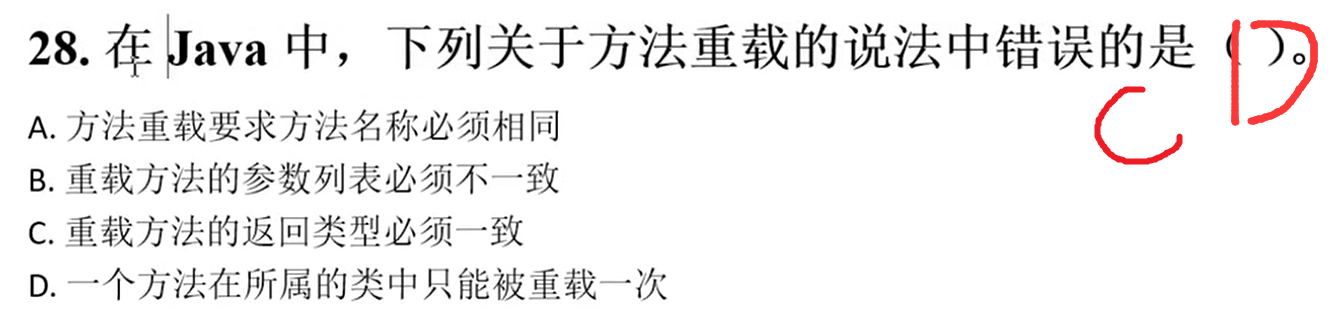 28. 在 Java 中，下列关于方法重载的说法中错误的是（ ）。
D
C
A. 方法重载要求方法名称必须相同
B. 重载方法的参数列表必须不一致
C. 重载方法的返回类型必须一致
D. 一个方法在所属的类中只能被重载一次